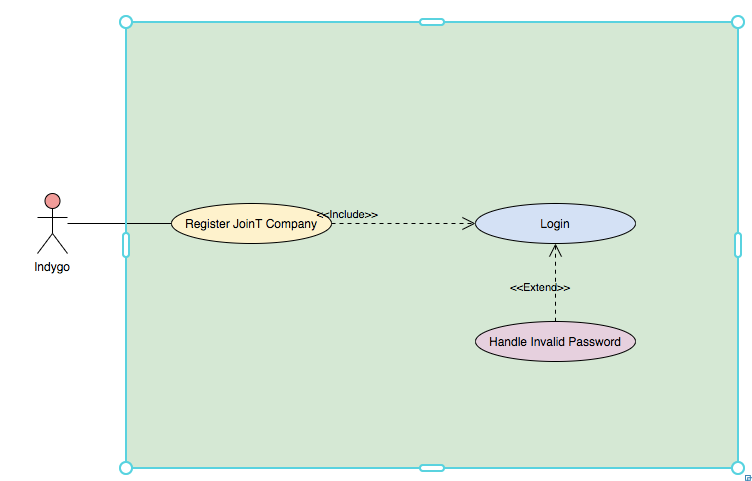 Register JoinT Company
<<Include>>
Login
Indygo
<<Extend>>
Handle Invalid Password